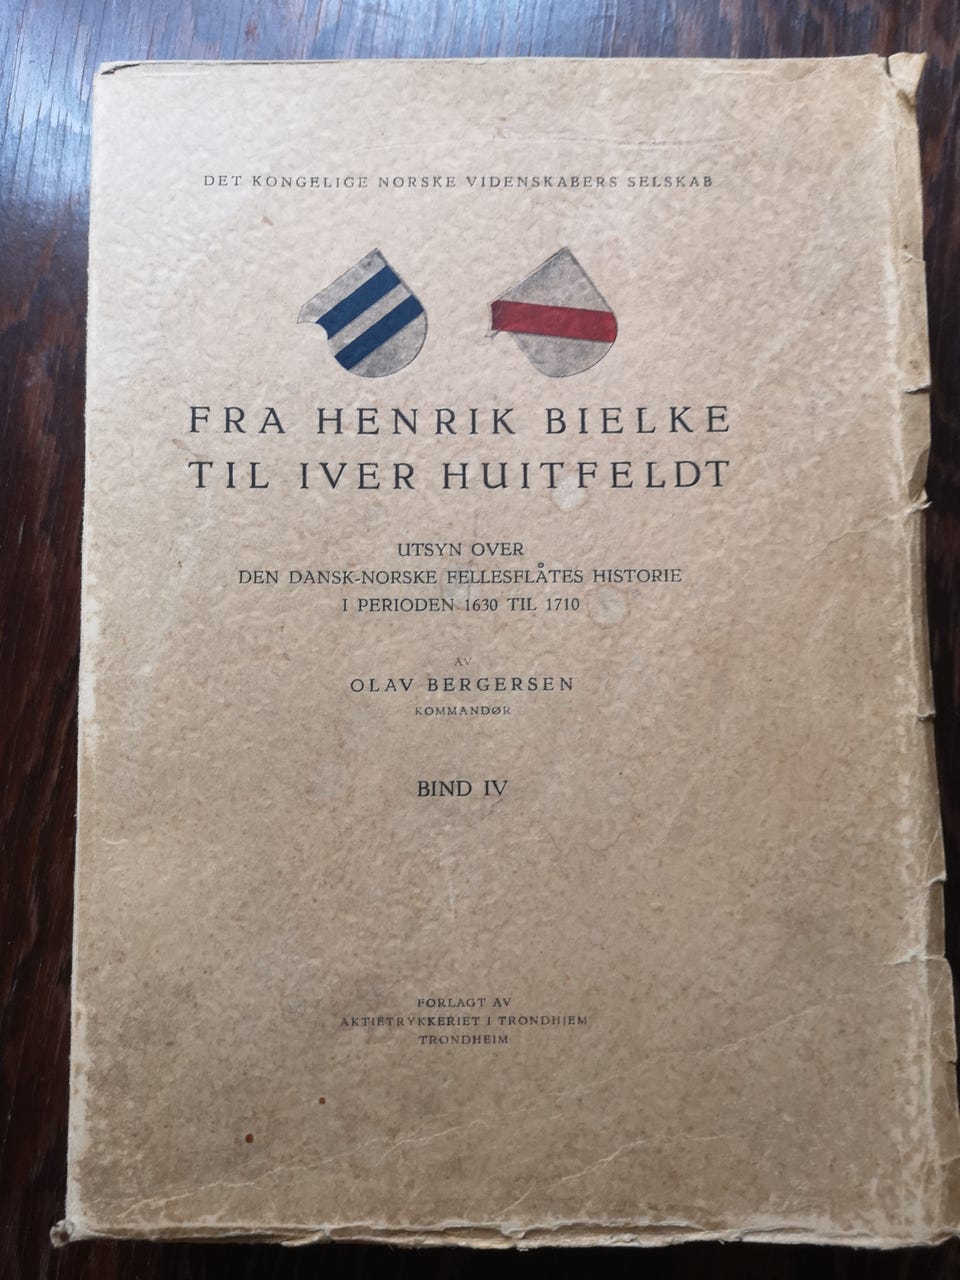 DET KONGELIGE NORSKE VIDENSKABERS SELSKAB
FRA HENRIK BIELKE
TIL IVER HUITFELDT
UTSYN OVER
DEN DANSK-NORSKE FELLESFLÅTES HISTORIE
I PERIODEN 1630 TIL 1710
AV
OLAV BERGERSEN
KOMMANDØR
BIND IV
FORLAGT AV
AKTIETRYKKERIET I TRONDHJEM
TRONDHEIM